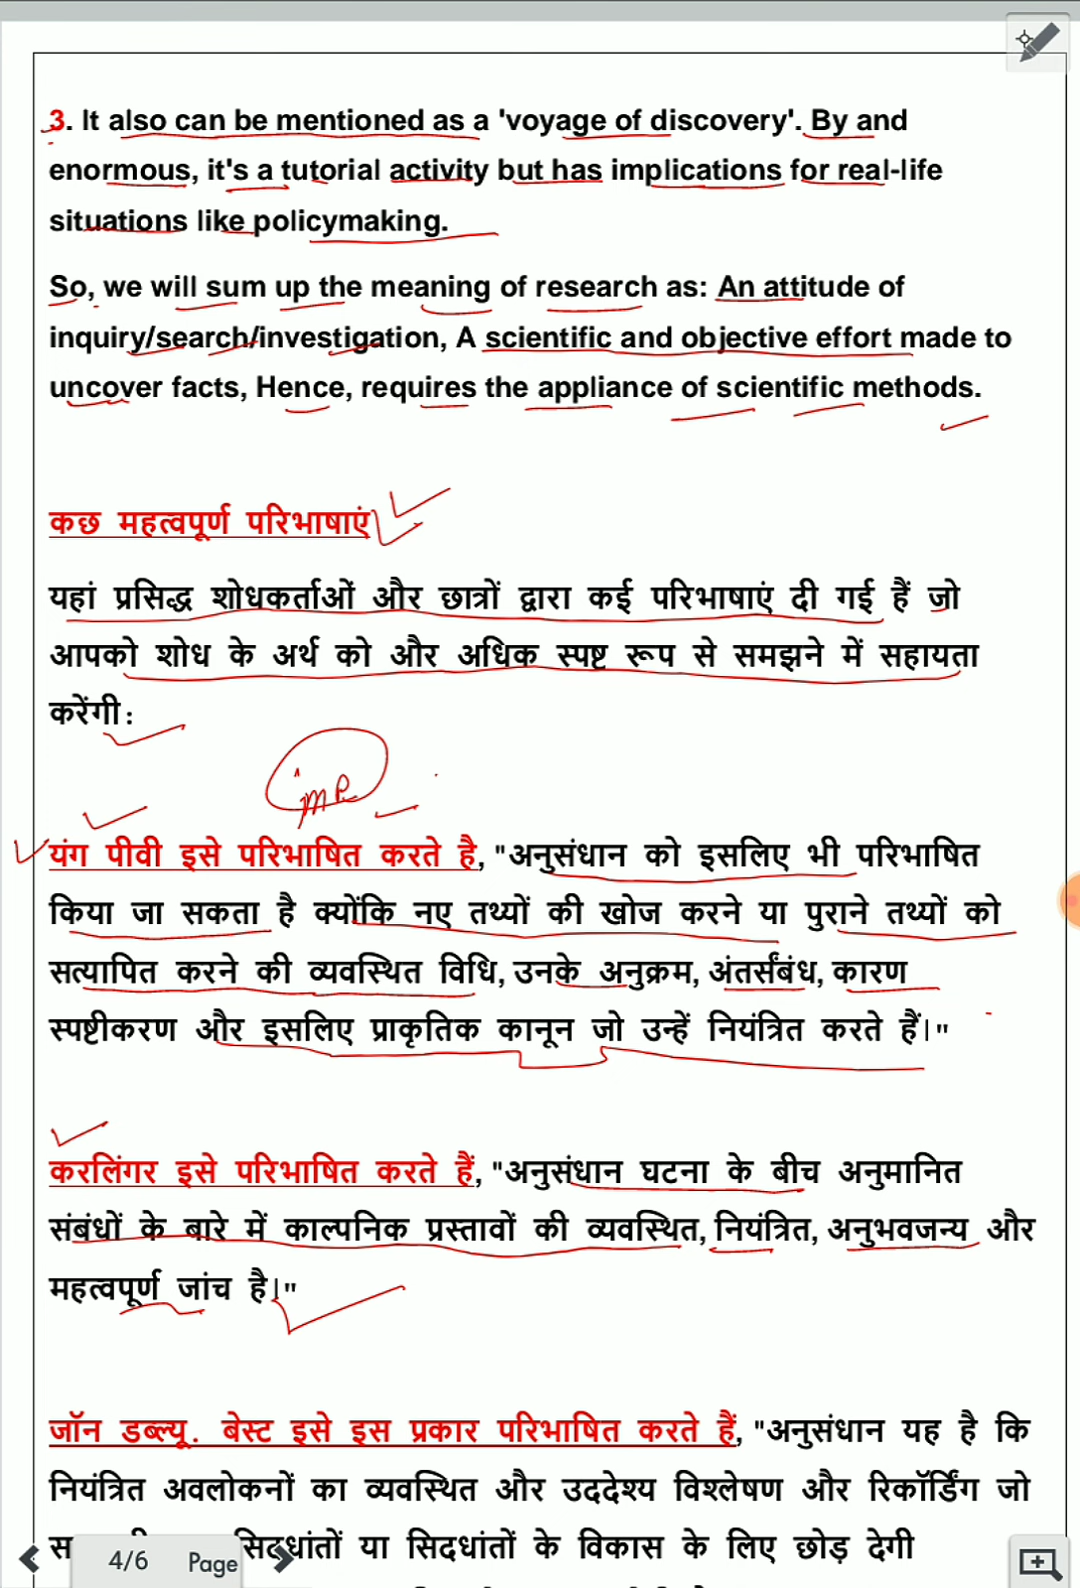 3. It also can be mentioned as a 'voyage of discovery'. By and
enormous, it's a tutorial activity but has implications for real-life
situations like policymaking.
So, we will sum up the meaning of research as: An attitude of
inquiry/search/investigation, A scientific and objective effort made to
uncover facts, Hence, requires the appliance of scientific methods.
कछ महत्वपूर्ण परिभाषाएं
यहां प्रसिद्ध शोधकर्ताओं और छात्रों द्वारा कई परिभाषाएं दी गई हैं जो
आपको शोध के अर्थ को और अधिक स्पष्ट रूप से समझने में सहायता
करेंगी:
imp
यंग पीवी इसे परिभाषित करते है, "अनुसंधान को इसलिए भी परिभाषित
किया जा सकता है क्योंकि नए तथ्यों की खोज करने या पुराने तथ्यों को
सत्यापित करने की व्यवस्थित विधि, उनके अनुक्रम, अंतर्संबंध, कारण
स्पष्टीकरण और इसलिए प्राकृतिक कानून जो उन्हें नियंत्रित करते हैं।"
करलिंगर इसे परिभाषित करते हैं, "अनुसंधान घटना के बीच अनुमानित
संबंधों के बारे में काल्पनिक प्रस्तावों की व्यवस्थित, नियंत्रित, अनुभवजन्य और
महत्वपूर्ण जांच है।"
जॉन डब्ल्यू. बेस्ट इसे इस प्रकार परिभाषित करते हैं, "अनुसंधान यह है कि
नियंत्रित अवलोकनों का व्यवस्थित और उददेश्य विश्लेषण और रिकॉर्डिंग जो
सिदधांतों या सिदधांतों के विकास के लिए छोड़ देगी
4/6 Page